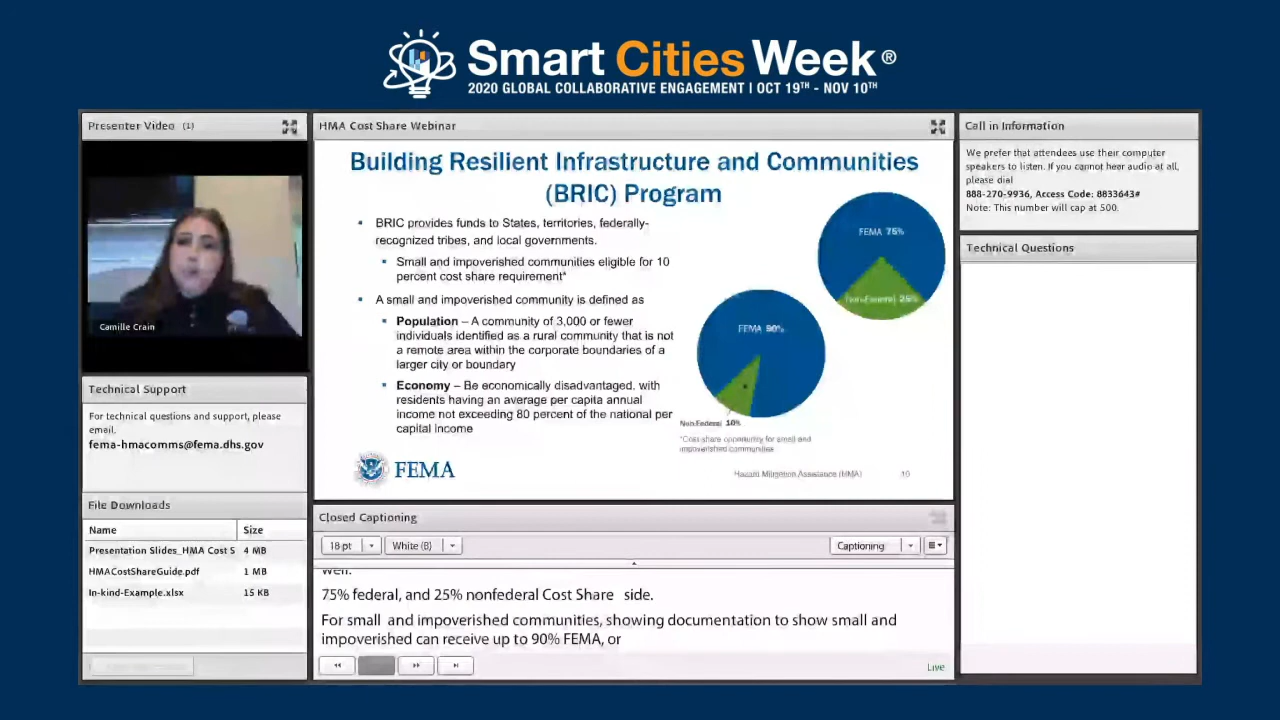 Smart Cities Week®
2020 GLOBAL COLLABORATIVE ENGAGEMENT | OCT 19TH - NOV 10TH
Presenter Video (1)
Camille Crain
Technical Support
For technical questions and support, please
email.
fema-hmacomms@fema.dhs.gov
File Downloads
Name Size
Presentation Slides_HMA Cost S 4 MB
HMACostShareGuide.pdf 1 MB
In-kind-Example.xlsx 15 KB
HMA Cost Share Webinar
Building Resilient Infrastructure and Communities
(BRIC) Program
BRIC provides funds to States, territories, federally-
recognized tribes, and local governments.
Small and impoverished communities eligible for 10
percent cost share requirement*
A small and impoverished community is defined as
Population – A community of 3,000 or fewer
individuals identified as a rural community that is not
a remote area within the corporate boundaries of a
larger city or boundary
Economy – Be economically disadvantaged, with
residents having an average per capita annual
income not exceeding 80 percent of the national per
capital income
FEMA 75%
Non-Federal 25%
FEMA 90%
Non-Federal 10%
*Cost share opportunity for small and
impoverished communities
FEMA
Hazard Mitigation Assistance (HMA) 10
Closed Captioning
18 pt White (8) Captioning
well.
75% federal, and 25% nonfederal Cost Share side.
For small and impoverished communities, showing documentation to show small and
impoverished can receive up to 90% FEMA, or
Live
Call in Information
We prefer that attendees use their computer
speakers to listen. If you cannot hear audio at all,
please dial
888-270-9936, Access Code: 8833643#
Note: This number will cap at 500.
Technical Questions